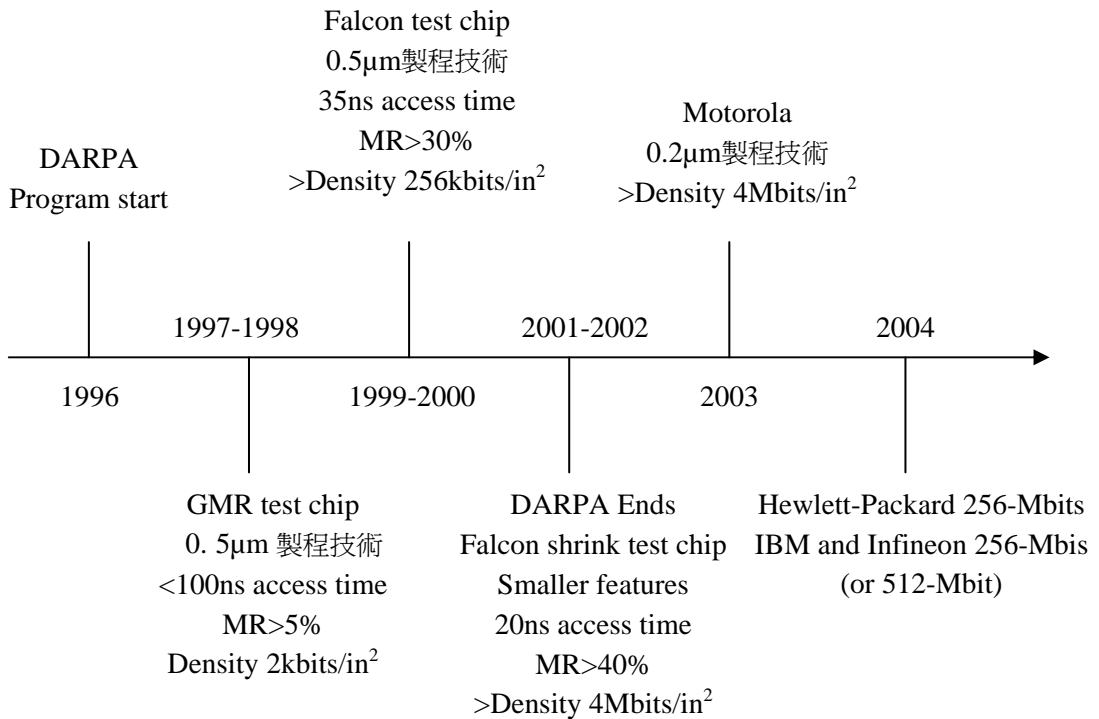 Falcon test chip
0.5μm製程技術
35ns access time
MR>30%
>Density 256kbits/in²
Motorola
0.2μm製程技術
>Density 4Mbits/in²
DARPA
Program start
1997-1998
2001-2002
2004
1996
1999-2000
2003
GMR test chip
0. 5μm 製程技術
<100ns access time
MR>5%
Density 2kbits/in²
DARPA Ends
Falcon shrink test chip
Smaller features
20ns access time
MR>40%
>Density 4Mbits/in²
Hewlett-Packard 256-Mbits
IBM and Infineon 256-Mbis
(or 512-Mbit)